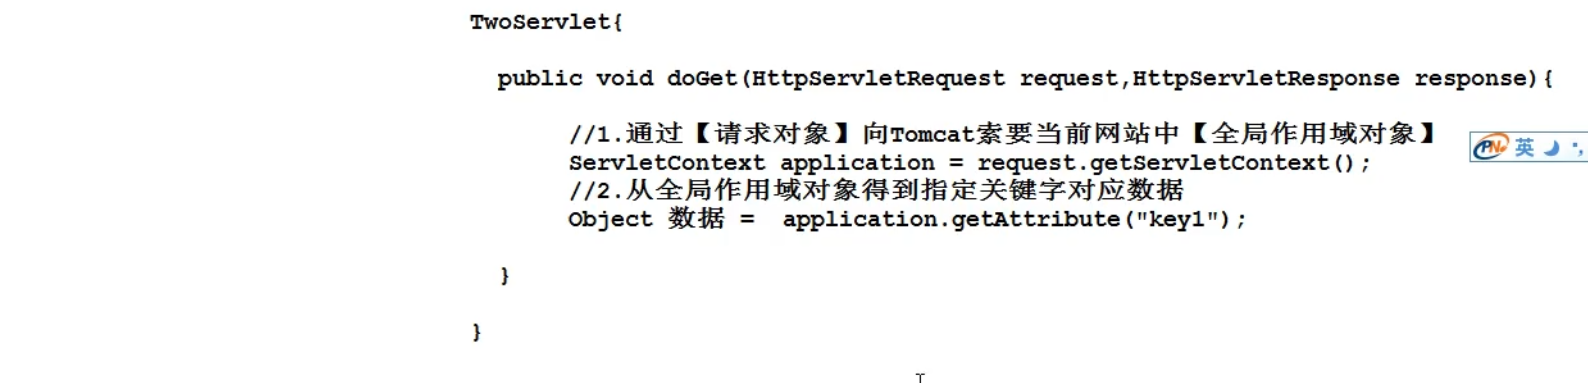 TwoServlet{
public void doGet(HttpServletRequest request,HttpServletResponse response){
//1.通过【请求对象】向Tomcat索要当前网站中【全局作用域对象】
ServletContext application = request.getServletContext();
//2.从全局作用域对象得到指定关键字对应数据
Object 数据 = application.getAttribute("key1");
}
}
英